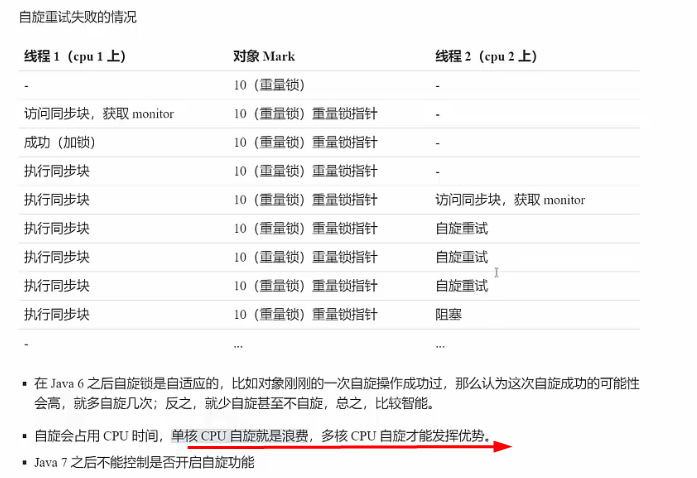 自旋重试失败的情况
线程 1（cpu 1 上） 对象 Mark 线程 2（cpu 2 上）
- 10（重量锁） -
访问同步块，获取 monitor 10（重量锁）重量锁指针 -
成功（加锁） 10（重量锁）重量锁指针 -
执行同步块 10（重量锁）重量锁指针 -
执行同步块 10（重量锁）重量锁指针 访问同步块，获取 monitor
执行同步块 10（重量锁）重量锁指针 自旋重试
执行同步块 10（重量锁）重量锁指针 自旋重试
执行同步块 10（重量锁）重量锁指针 自旋重试
执行同步块 10（重量锁）重量锁指针 阻塞
- ... ...
▪ 在 Java 6 之后自旋锁是自适应的，比如对象刚刚的一次自旋操作成功过，那么认为这次自旋成功的可能性
会高，就多自旋几次；反之，就少自旋甚至不自旋，总之，比较智能。
▪ 自旋会占用 CPU 时间，单核 CPU 自旋就是浪费，多核 CPU 自旋才能发挥优势。
▪ Java 7 之后不能控制是否开启自旋功能